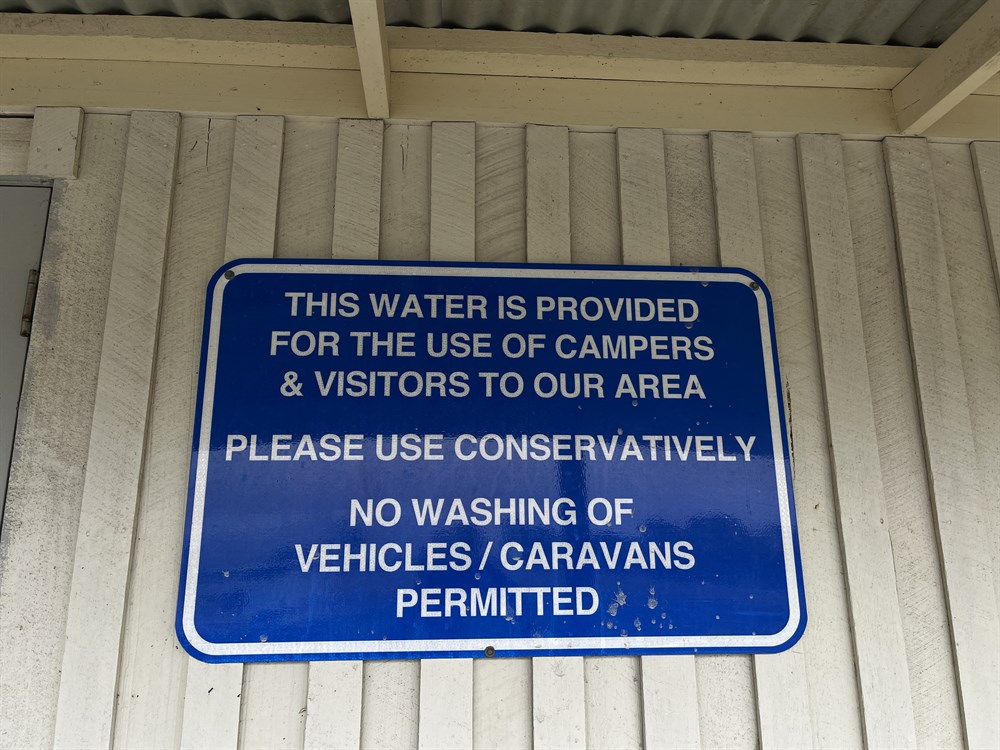 THIS WATER IS PROVIDED
FOR THE USE OF CAMPERS
& VISITORS TO OUR AREA
PLEASE USE CONSERVATIVELY
NO WASHING OF
VEHICLES / CARAVANS
PERMITTED